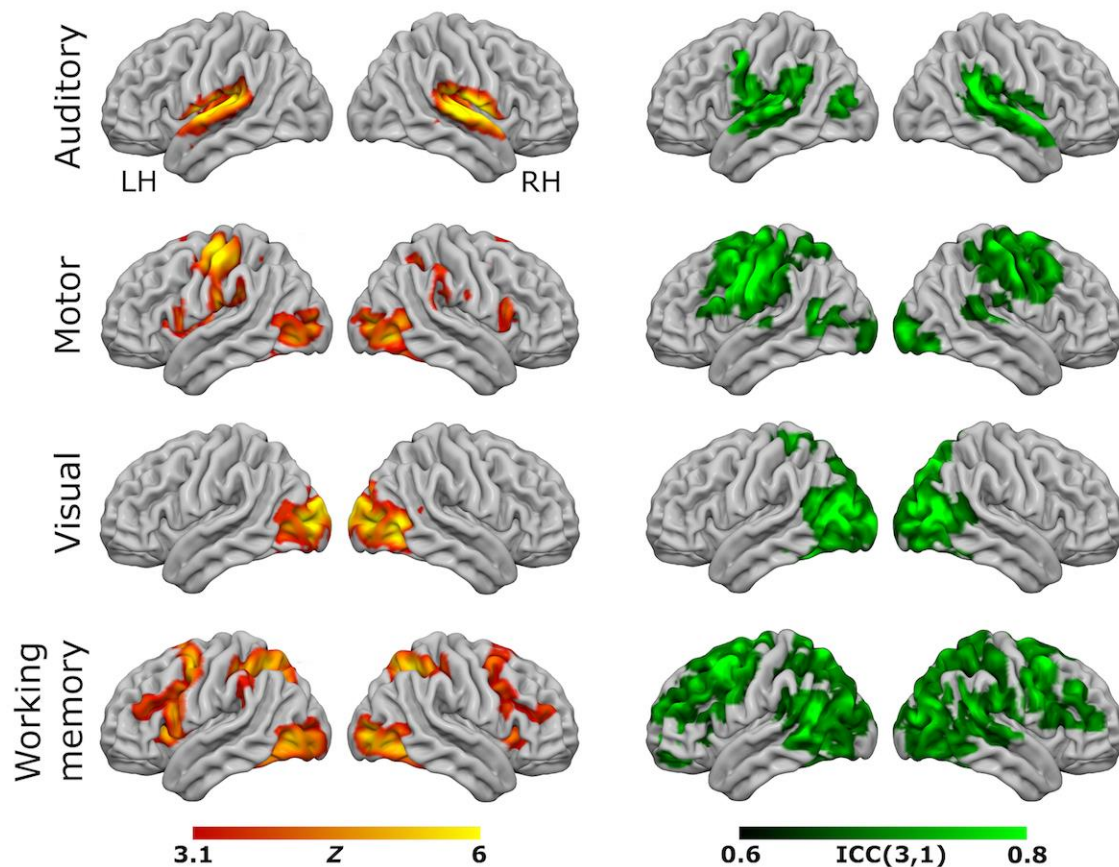 Auditory
LH
RH
Motor
Visual
Working
memory
3.1 Z 6
0.6 ICC(3,1) 0.8